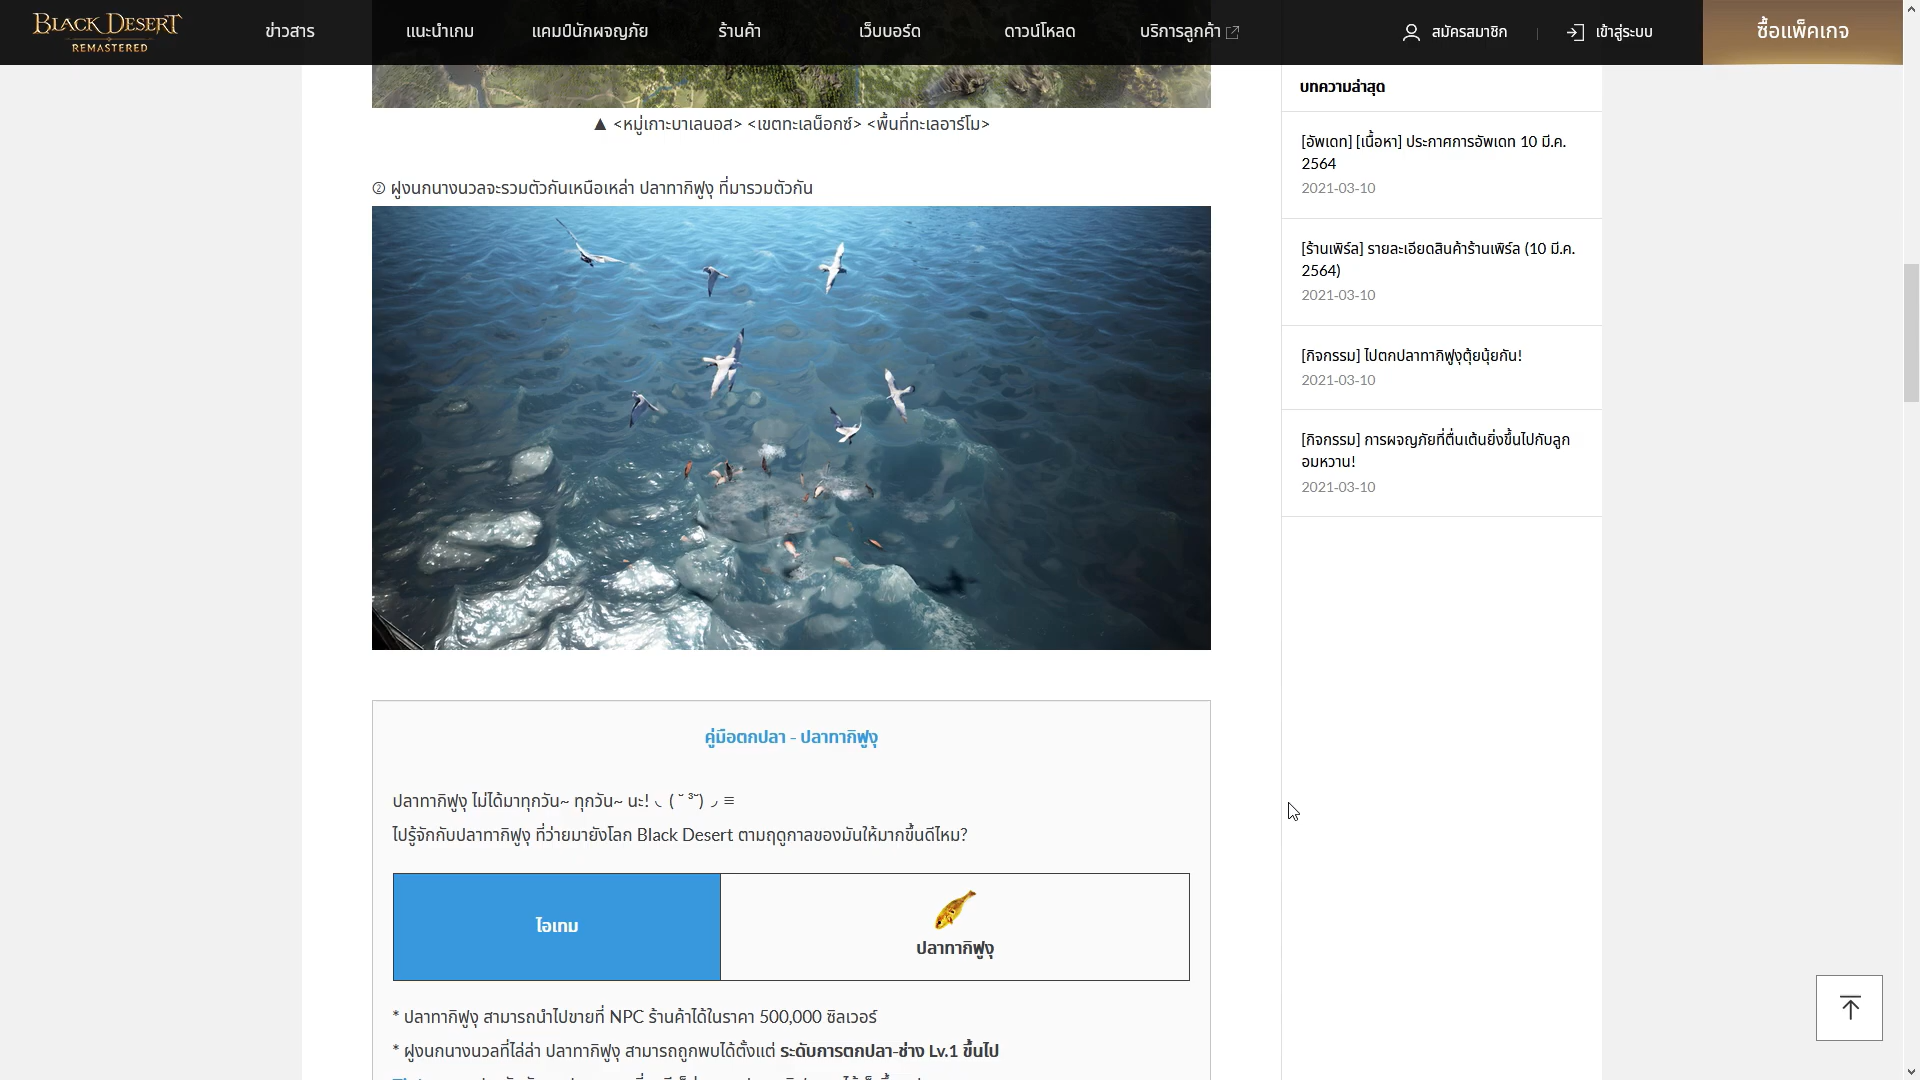 BLACK DESERT
REMASTERED
ข่าวสาร
แนะนำเกม
แคมป์นักผจญภัย
ร้านค้า
เว็บบอร์ด
ดาวน์โหลด
บริการลูกค้า
สมัครสมาชิก
เข้าสู่ระบบ
ซื้อแพ็คเกจ
▲ <หมู่เกาะบาเลนอส> <เขตทะเลน็อกซ์> <พื้นที่ทะเลอาร์โม>
② ฝูงนกนางนวลจะรวมตัวกันเหนือเหล่า ปลาทากิฟูงุ ที่มารวมตัวกัน
คู่มือตกปลา - ปลาทากิฟูงุ
ปลาทากิฟูงุ ไม่ได้มาทุกวัน~ ทุกวัน~ นะ! ◟( ˘ ³˘) ◞ ≡
ไปรู้จักกับปลาทากิฟูงุ ที่ว่ายมายังโลก Black Desert ตามฤดูกาลของมันให้มากขึ้นดีไหม?
ไอเทม
ปลาทากิฟูงุ
* ปลาทากิฟูงุ สามารถนำไปขายที่ NPC ร้านค้าได้ในราคา 500,000 ซิลเวอร์
* ฝูงนกนางนวลที่ไล่ล่า ปลาทากิฟูงุ สามารถถูกพบได้ตั้งแต่ ระดับการตกปลา-ช่าง Lv.1 ขึ้นไป
บทความล่าสุด
[อัพเดท] [เนื้อหา] ประกาศการอัพเดท 10 มี.ค.
2564
2021-03-10
[ร้านเพิร์ล] รายละเอียดสินค้าร้านเพิร์ล (10 มี.ค.
2564)
2021-03-10
[กิจกรรม] ไปตกปลาทากิฟูงุตุ้ยนุ้ยกัน!
2021-03-10
[กิจกรรม] การผจญภัยที่ตื่นเต้นยิ่งขึ้นไปกับลูก
อมหวาน!
2021-03-10